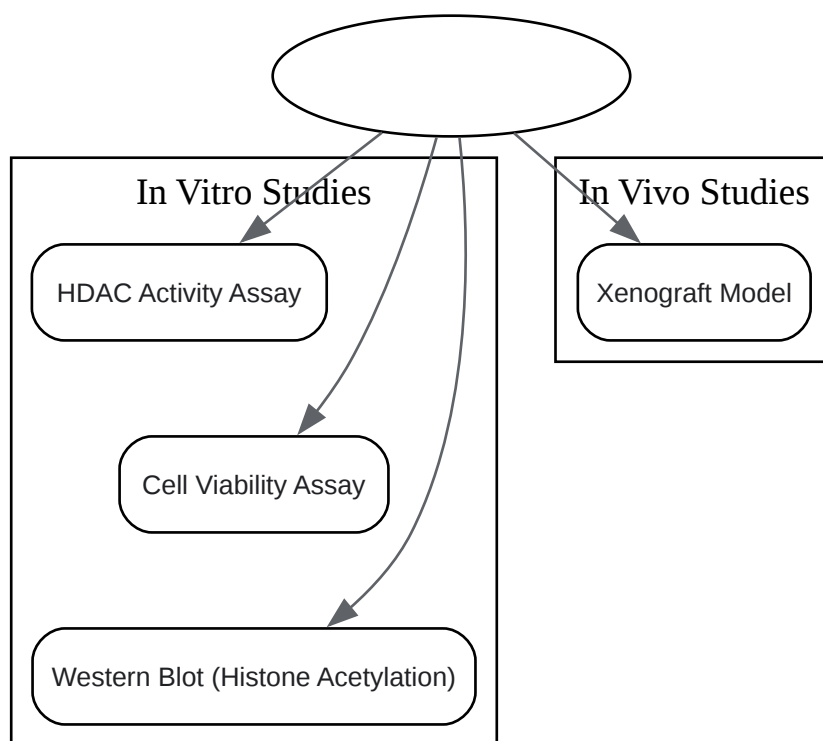 In Vitro Studies
In Vivo Studies
HDAC Activity Assay
Xenograft Model
Cell Viability Assay
Western Blot (Histone Acetylation)